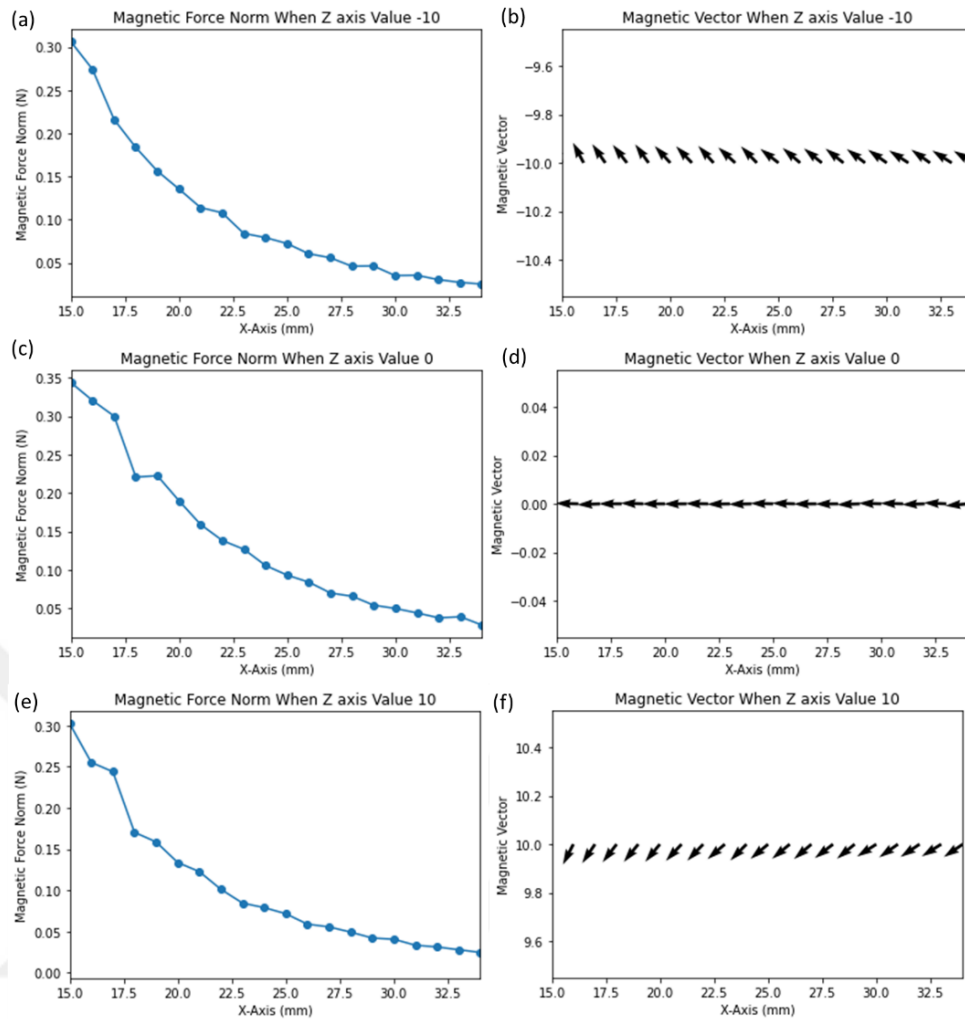 (a)
Magnetic Force Norm When Z axis Value -10
Magnetic Force Norm (N)
0.30
0.25
0.20
0.15
0.10
0.05
15.0 17.5 20.0 22.5 25.0 27.5 30.0 32.5
X-Axis (mm)
(b)
Magnetic Vector When Z axis Value -10
Magnetic Vector
−9.6
−9.8
−10.0
−10.2
−10.4
15.0 17.5 20.0 22.5 25.0 27.5 30.0 32.5
X-Axis (mm)
(c)
Magnetic Force Norm When Z axis Value 0
Magnetic Force Norm (N)
0.35
0.30
0.25
0.20
0.15
0.10
0.05
15.0 17.5 20.0 22.5 25.0 27.5 30.0 32.5
X-Axis (mm)
(d)
Magnetic Vector When Z axis Value 0
Magnetic Vector
0.04
0.02
0.00
−0.02
−0.04
15.0 17.5 20.0 22.5 25.0 27.5 30.0 32.5
X-Axis (mm)
(e)
Magnetic Force Norm When Z axis Value 10
Magnetic Force Norm (N)
0.30
0.25
0.20
0.15
0.10
0.05
0.00
15.0 17.5 20.0 22.5 25.0 27.5 30.0 32.5
X-Axis (mm)
(f)
Magnetic Vector When Z axis Value 10
Magnetic Vector
10.4
10.2
10.0
9.8
9.6
15.0 17.5 20.0 22.5 25.0 27.5 30.0 32.5
X-Axis (mm)